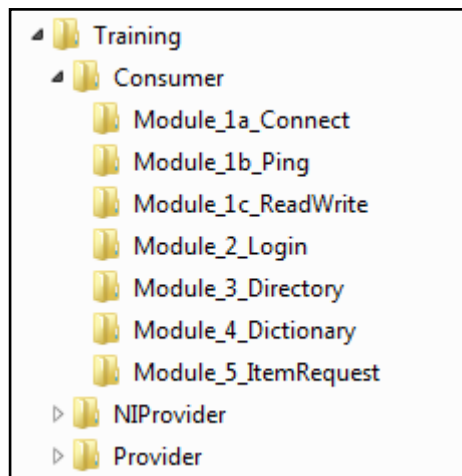 Training
Consumer
Module_1a_Connect
Module_1b_Ping
Module_1c_ReadWrite
Module_2_Login
Module_3_Directory
Module_4_Dictionary
Module_5_ItemRequest
NIProvider
Provider